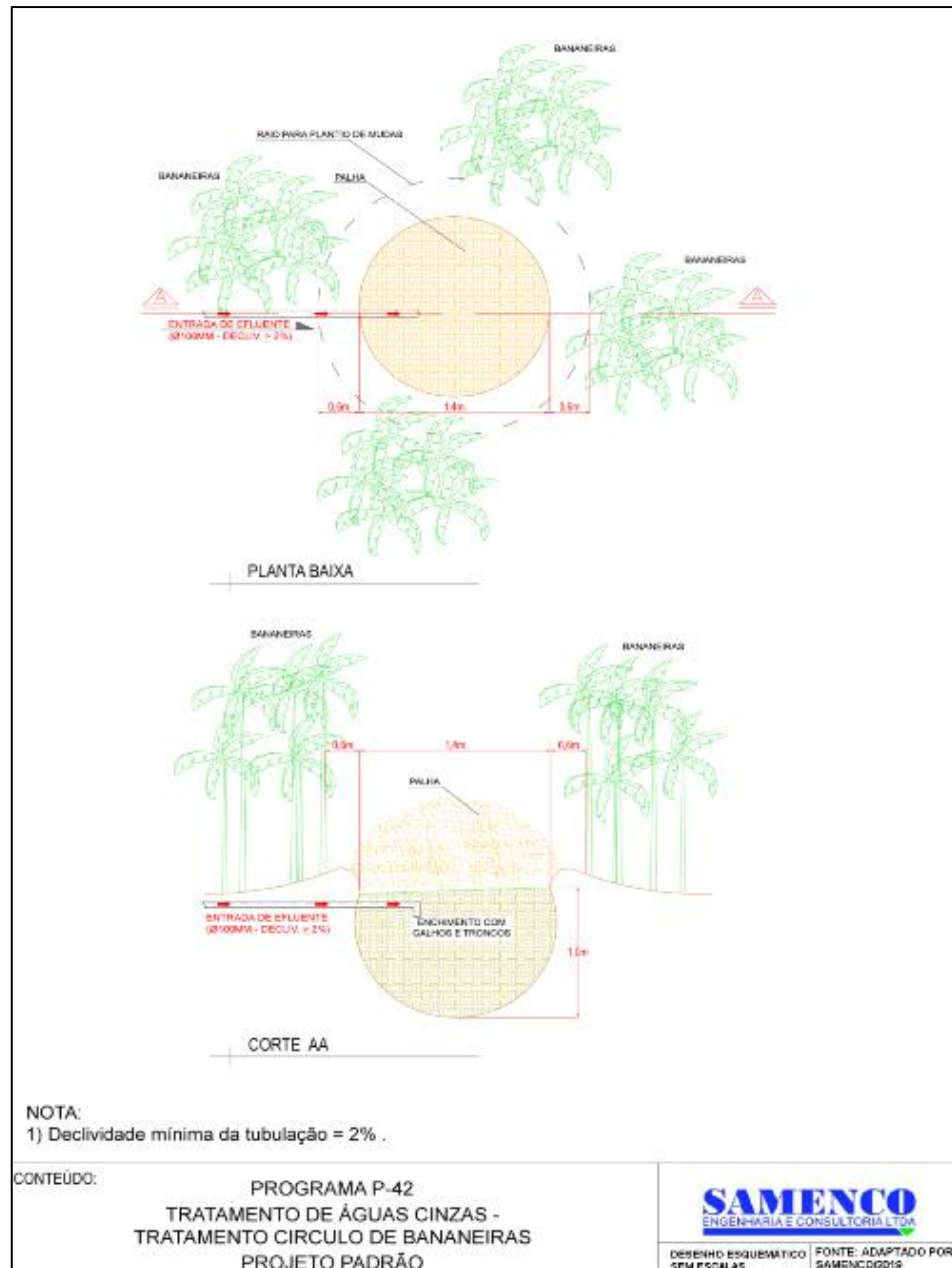 BANANEIRAS
RAIO PARA PLANTIO DE MUDAS
BANANEIRAS
PALHA
BANANEIRAS
A
A
ENTRADA DE EFLUENTE
(Ø100MM - DECLIV. > 2%)
0,6m
1,4m
0,6m
BANANEIRAS
PLANTA BAIXA
BANANEIRAS
BANANEIRAS
0,6m
1,4m
0,6m
PALHA
ENTRADA DE EFLUENTE
(Ø100MM - DECLIV. > 2%)
ENCHIMENTO COM
GALHOS E TRONCOS
1,0m
CORTE AA
NOTA:
1) Declividade mínima da tubulação = 2% .
CONTEÚDO:
PROGRAMA P-42
TRATAMENTO DE ÁGUAS CINZAS -
TRATAMENTO CIRCULO DE BANANEIRAS
PROJETO PADRÃO
SAMENCO
ENGENHARIA E CONSULTORIA LTDA
DESENHO ESQUEMÁTICO
SEM ESCALAS
FONTE: ADAPTADO POR
SAMENCO/2019